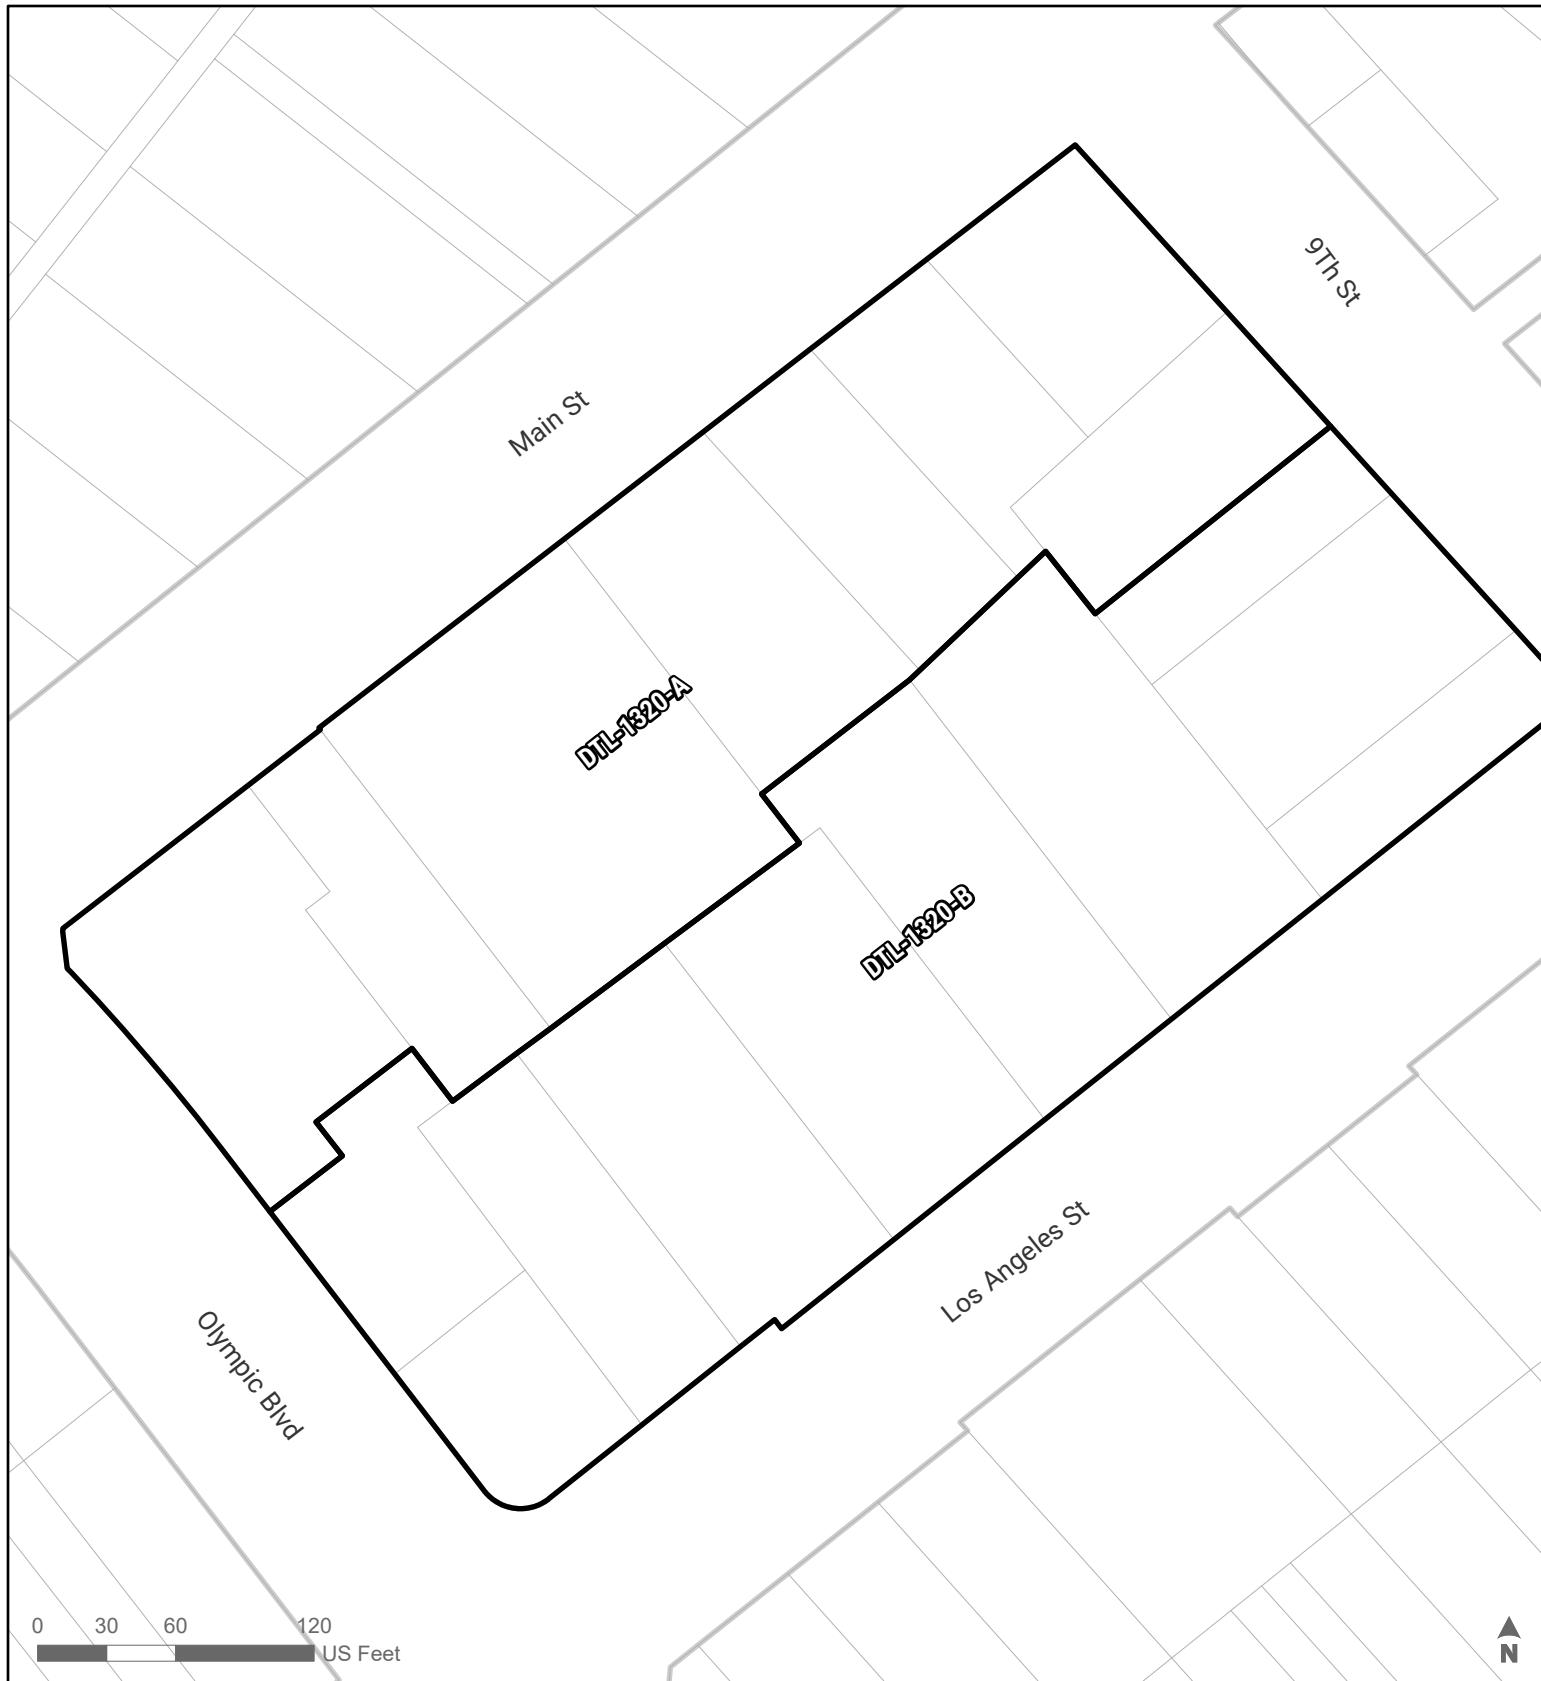 9Th St
Main St
DTL-1320-A
DTL-1320-B
Los Angeles St
Olympic Blvd
0 30 60 120
US Feet
N